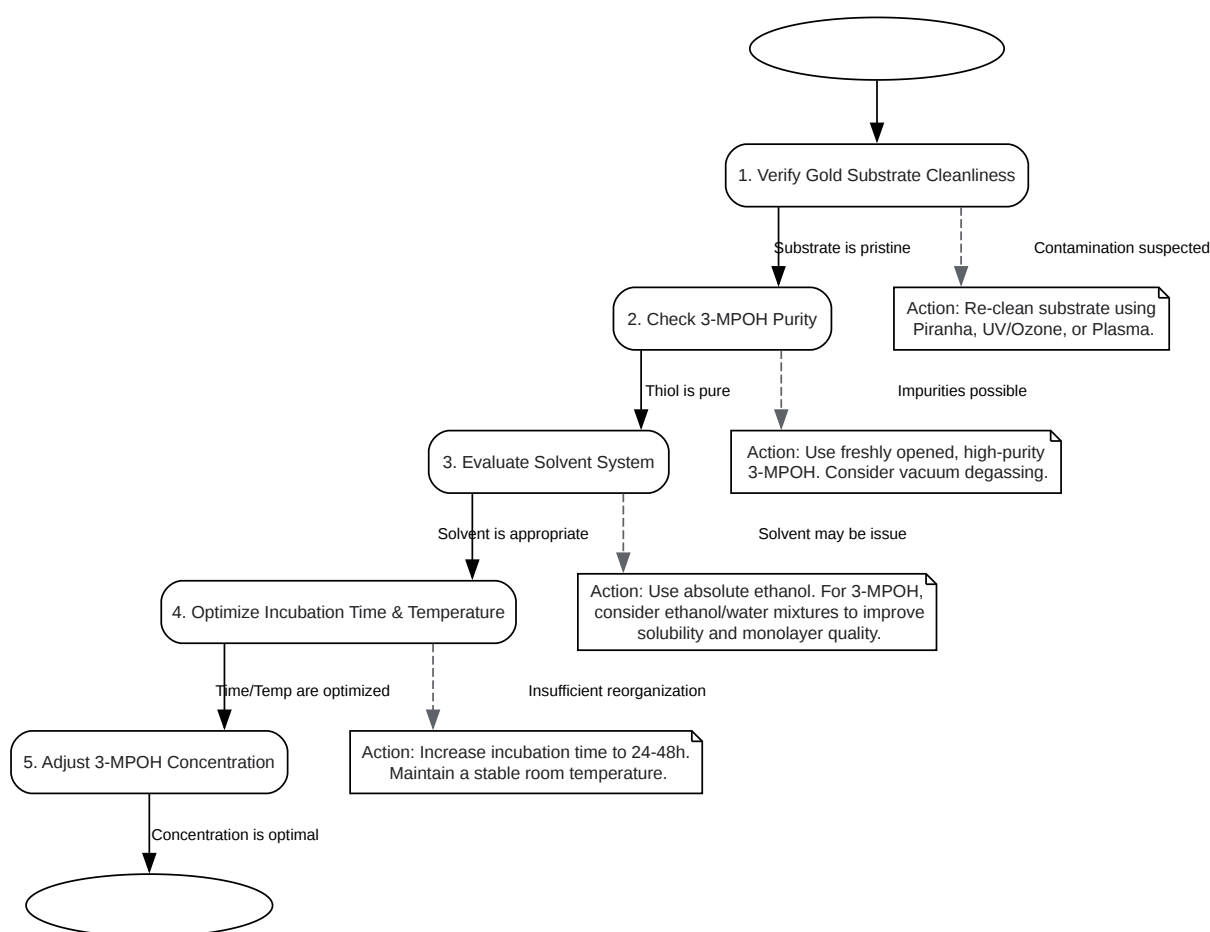 1. Verify Gold Substrate Cleanliness
Substrate is pristine
Contamination suspected
2. Check 3-MPOH Purity
Action: Re-clean substrate using
Piranha, UV/Ozone, or Plasma.
Thiol is pure
Impurities possible
3. Evaluate Solvent System
Action: Use freshly opened, high-purity
3-MPOH. Consider vacuum degassing.
Solvent is appropriate
Solvent may be issue
4. Optimize Incubation Time & Temperature
Action: Use absolute ethanol. For 3-MPOH,
consider ethanol/water mixtures to improve
solubility and monolayer quality.
Time/Temp are optimized
Insufficient reorganization
5. Adjust 3-MPOH Concentration
Action: Increase incubation time to 24-48h.
Maintain a stable room temperature.
Concentration is optimal